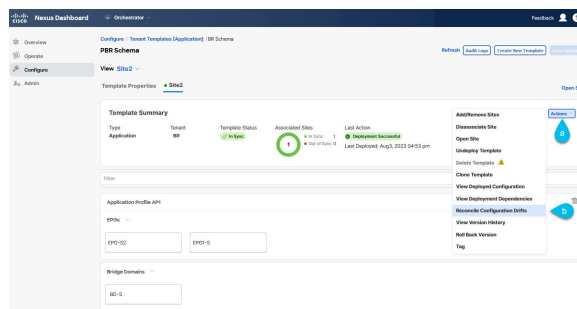 CISCO Nexus Dashboard Orchestrator Feedback
Overview
Operate
Configure
Admin
Configure / Tenant Templates [Application] /BR Schema
PBR Schema
Refresh Audit Logs Create New Template
View Site2
Template Properties Site2
Open S
Template Summary
Type Tenant Template Status Associated Sites Last Action
Application In Sync 1 In Sync 1 Deployment Successful
Out of Sync 0 Last Deployed: Aug3, 2023 04:53 pm
Actions
a
Add/Remove Sites
Disassociate Site
Open Site
Undeploy Template
Delete Template
Clone Template
View Deployed Configuration
View Deployment Dependencies
Reconcile Configuration Drifts
b
View Version History
Roll Back Version
Tag
Filter
Application Profile AP1
EPGs
EPG-S2 EPG1-S
Bridge Domains
BD-S